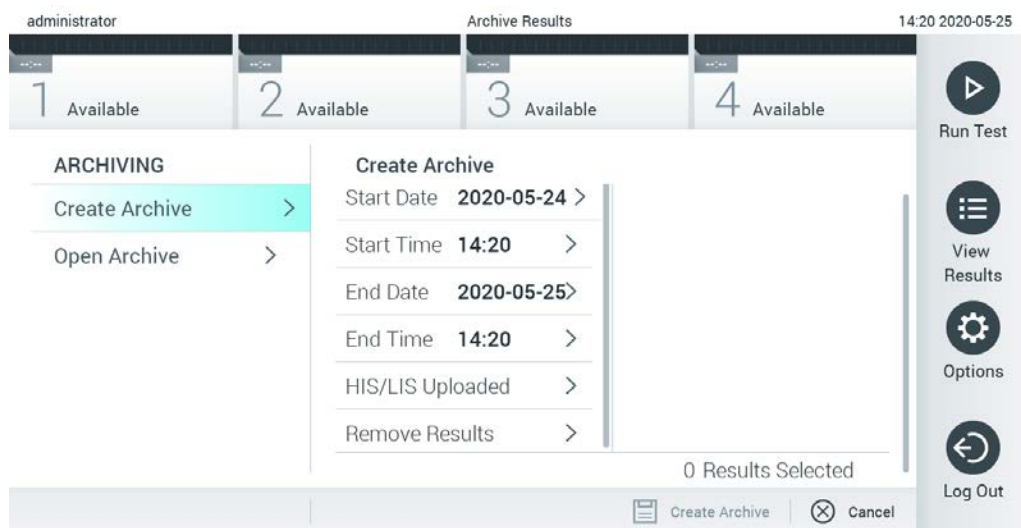 administrator Archive Results 14:20 2020-05-25
--:-- --:-- --:-- --:--
1 Available 2 Available 3 Available 4 Available
Run Test
ARCHIVING
Create Archive
Open Archive
Create Archive
Start Date 2020-05-24
Start Time 14:20
End Date 2020-05-25
End Time 14:20
HIS/LIS Uploaded
Remove Results
0 Results Selected
View
Results
Options
Log Out
Create Archive Cancel